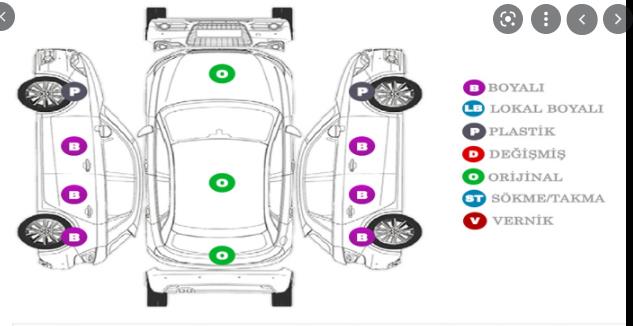 O
P P
B B
O
B B
B B
O
B BOYALI
LB LOKAL BOYALI
P PLASTİK
D DEĞİŞMİŞ
O ORİJİNAL
ST SÖKME/TAKMA
V VERNİK